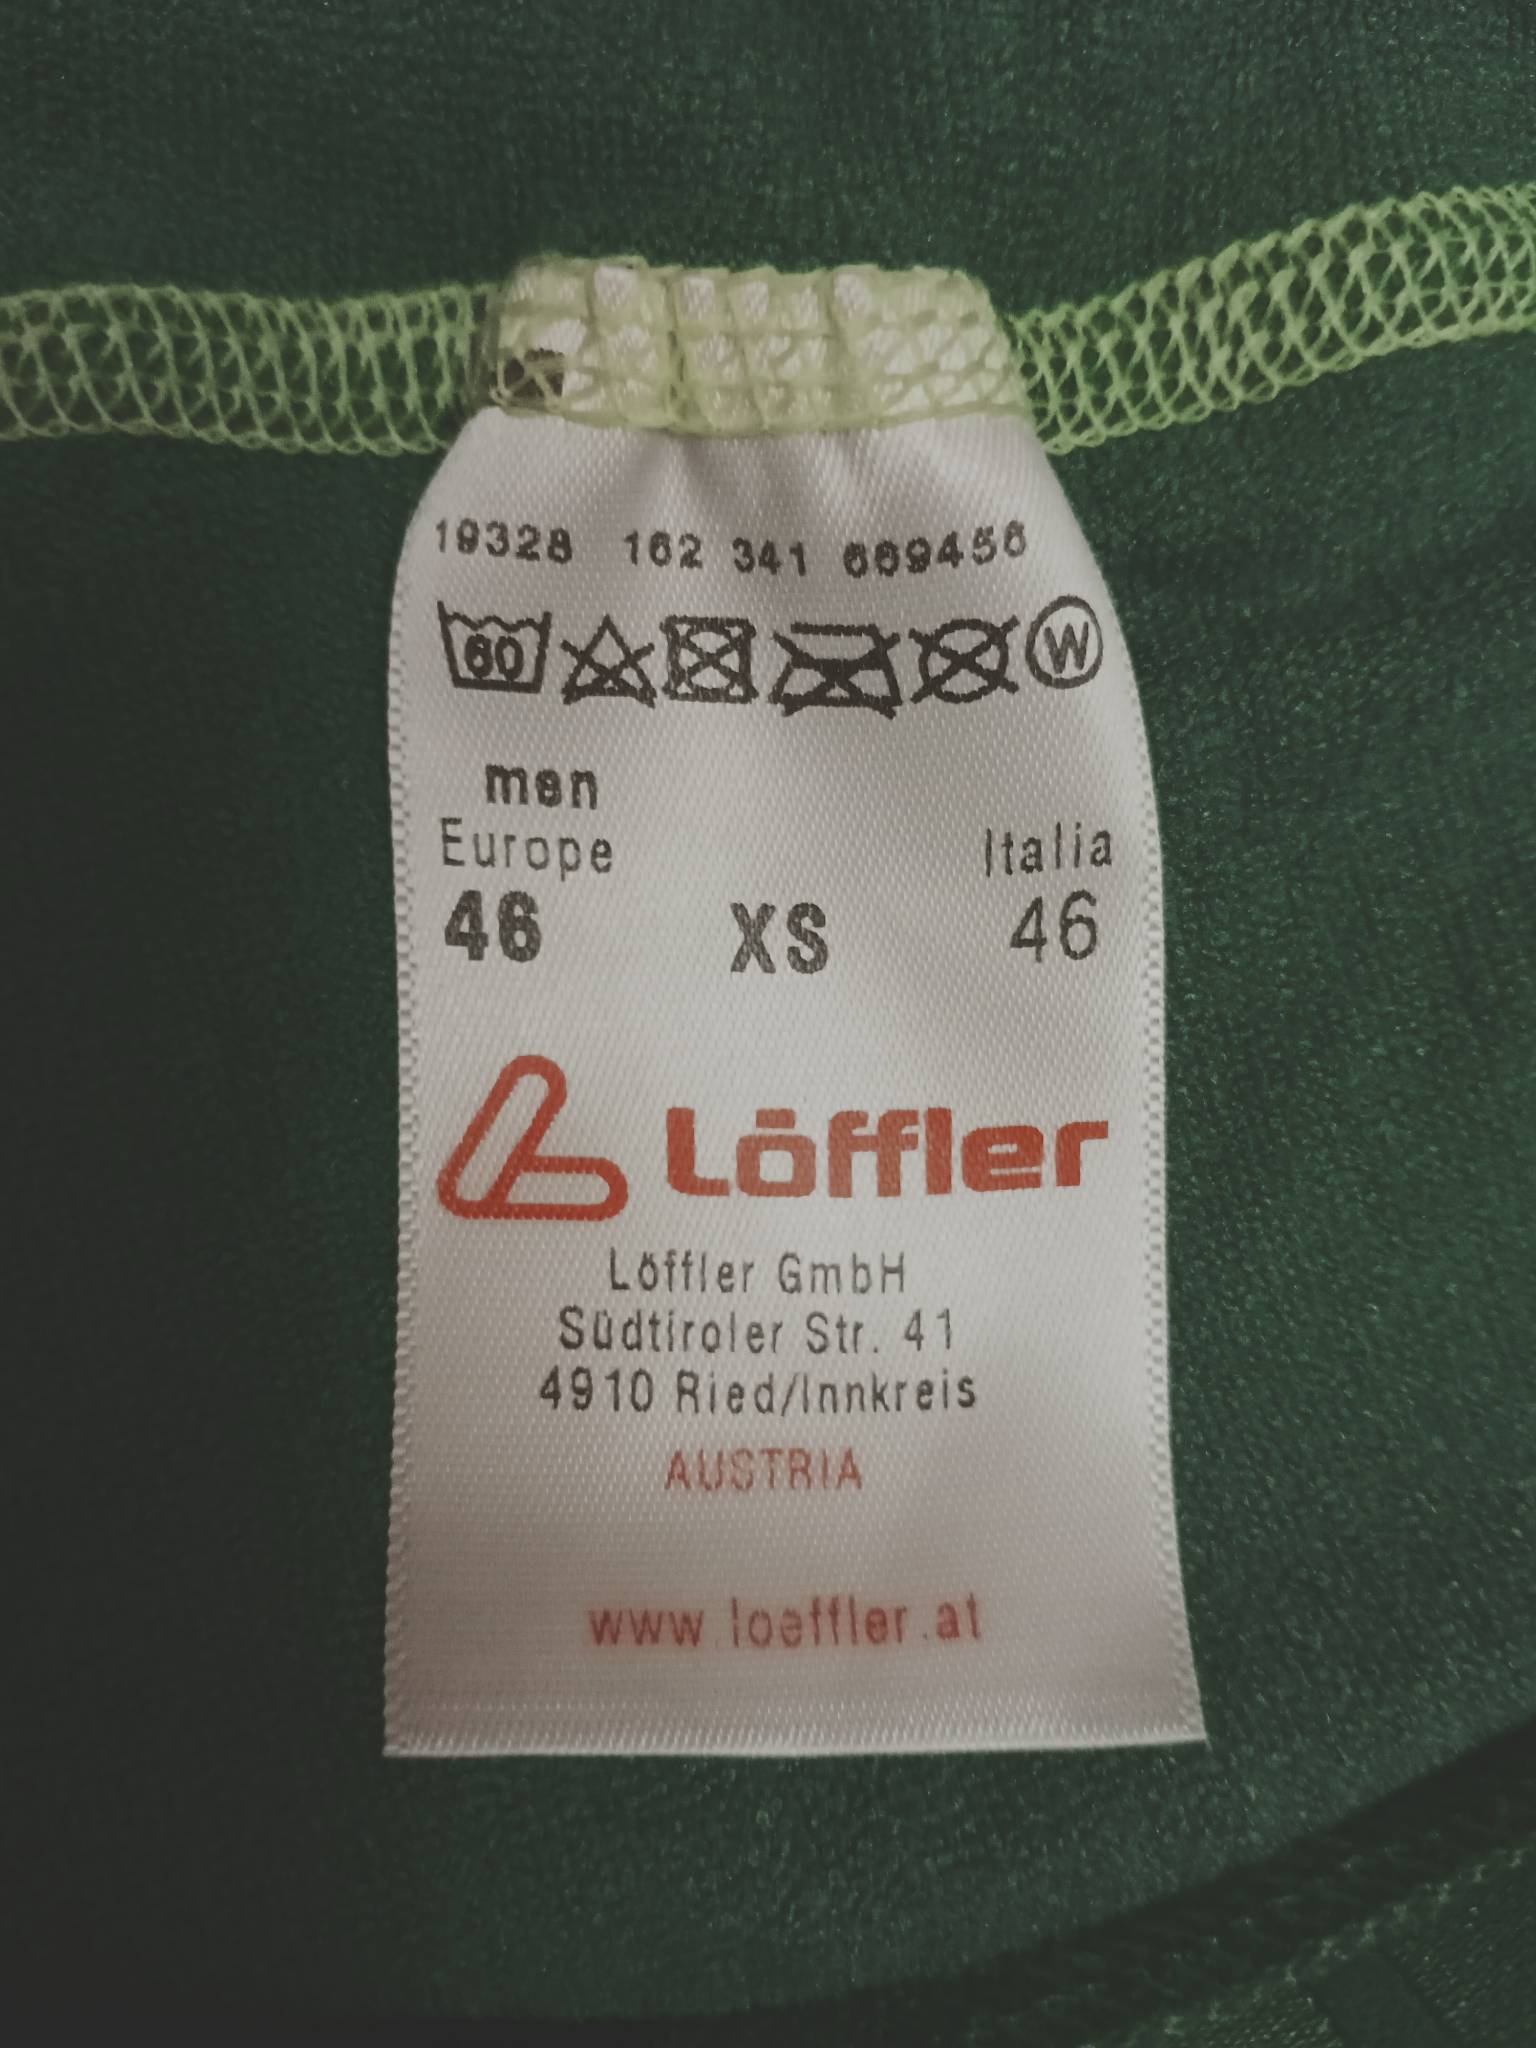 19328 162 341 669456
60 W
men
Europe Italia
46 XS 46
Löffler
Löffler GmbH
Südtiroler Str. 41
4910 Ried/Innkreis
AUSTRIA
www.loeffler.at